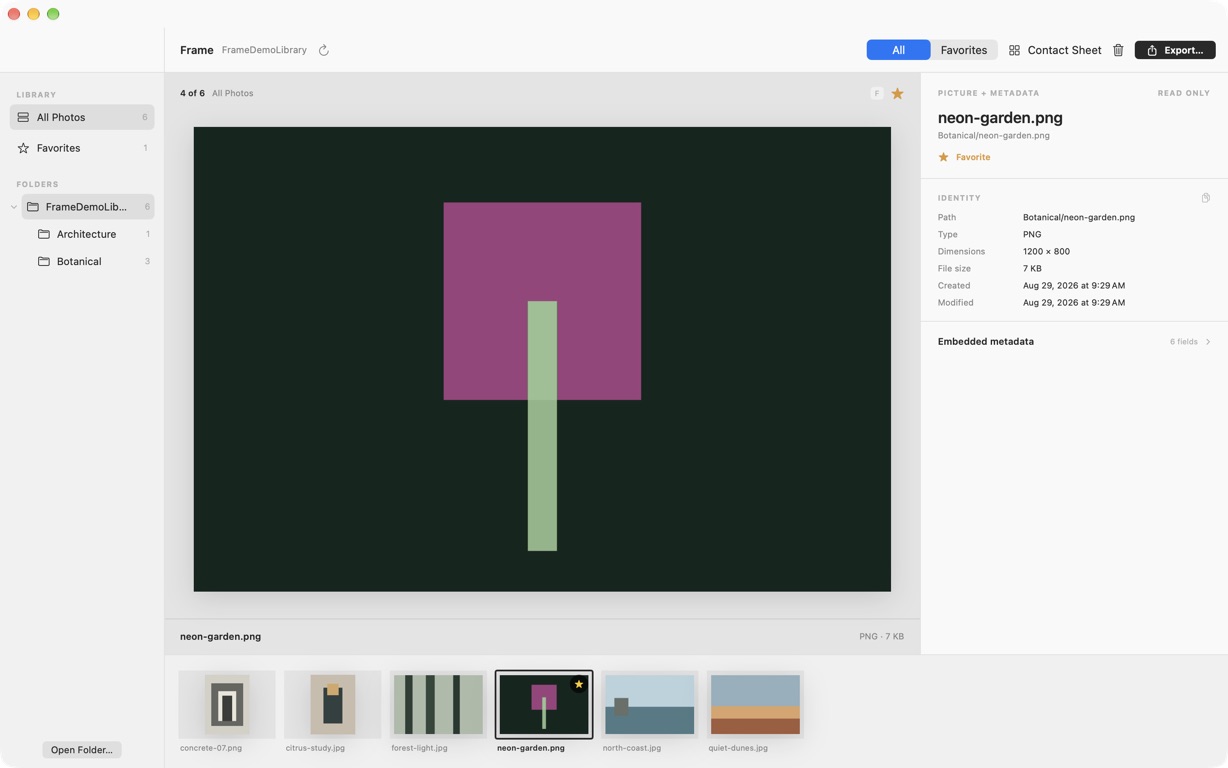 Frame FrameDemoLibrary
All Favorites Contact Sheet Export...
LIBRARY
All Photos 6
Favorites 1
FOLDERS
FrameDemoLib... 6
Architecture 1
Botanical 3
Open Folder...
4 of 6 All Photos F
neon-garden.png PNG · 7 KB
PICTURE + METADATA READ ONLY
neon-garden.png
Botanical/neon-garden.png
Favorite
IDENTITY
Path Botanical/neon-garden.png
Type PNG
Dimensions 1200 × 800
File size 7 KB
Created Aug 29, 2026 at 9:29 AM
Modified Aug 29, 2026 at 9:29 AM
Embedded metadata 6 fields
concrete-07.png citrus-study.jpg forest-light.jpg neon-garden.png north-coast.jpg quiet-dunes.jpg